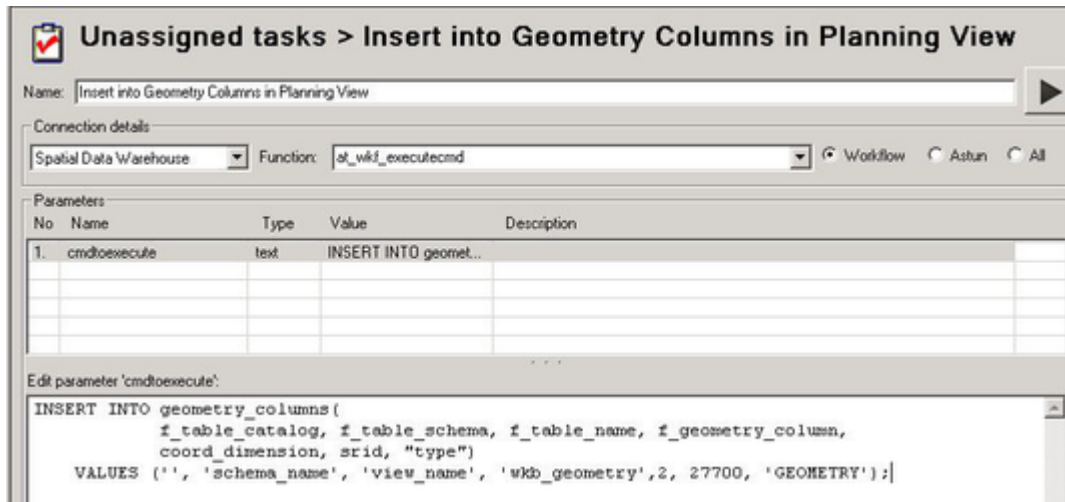 Unassigned tasks > Insert into Geometry Columns in Planning View
Name: Insert into Geometry Columns in Planning View
Connection details
Spatial Data Warehouse Function: at_wkf_executecmd Workflow Astun All
Parameters
No Name Type Value Description
1. cmdtoexecute text INSERT INTO geomet...
Edit parameter 'cmdtoexecute':
INSERT INTO geometry_columns(
f_table_catalog, f_table_schema, f_table_name, f_geometry_column,
coord_dimension, srid, "type")
VALUES ('', 'schema_name', 'view_name', 'wkb_geometry',2, 27700, 'GEOMETRY');